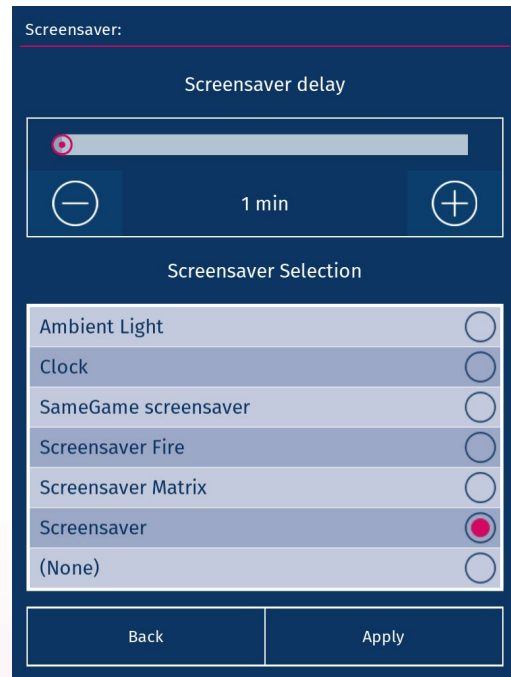 Screensaver:
Screensaver delay
1 min
Screensaver Selection
Ambient Light
Clock
SameGame screensaver
Screensaver Fire
Screensaver Matrix
Screensaver
(None)
Back
Apply